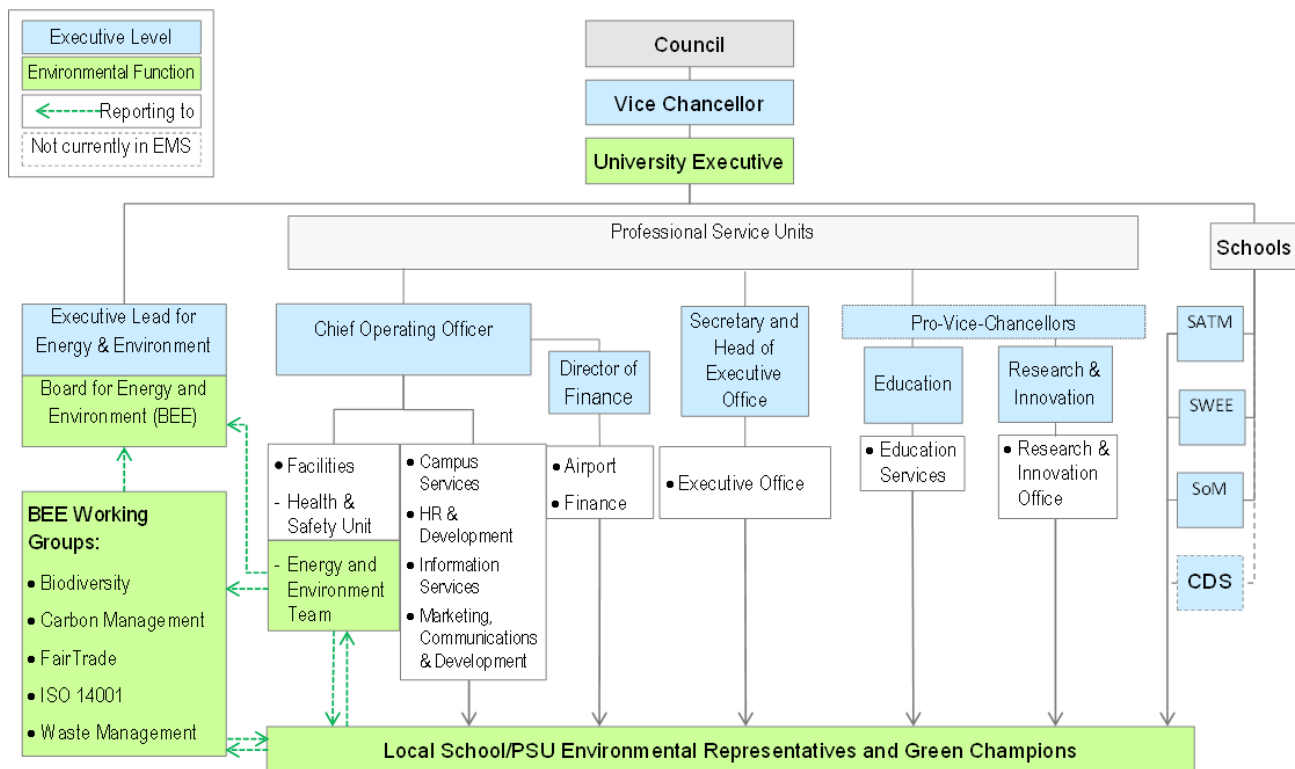 Executive Level
Environmental Function
Reporting to
Not currently in EMS
Council
Vice Chancellor
University Executive
Professional Service Units
Schools
Executive Lead for
Energy & Environment
Board for Energy and
Environment (BEE)
Chief Operating Officer
Director of
Finance
Secretary and
Head of
Executive
Office
Pro-Vice-Chancellors
Education
Research &
Innovation
SATM
SWEE
SoM
CDS
• Facilities
- Health &
Safety Unit
- Energy and
Environment
Team
• Campus
Services
• HR &
Development
• Information
Services
• Marketing,
Communications
& Development
• Airport
• Finance
• Executive Office
• Education
Services
• Research &
Innovation
Office
BEE Working
Groups:
• Biodiversity
• Carbon Management
• FairTrade
• ISO 14001
• Waste Management
Local School/PSU Environmental Representatives and Green Champions